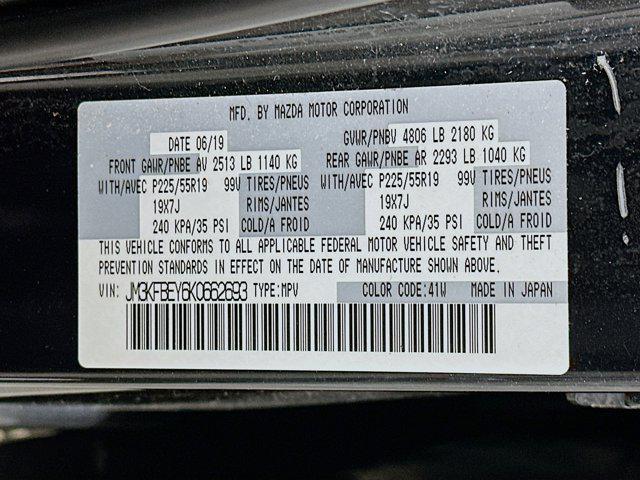 MFD. BY MAZDA MOTOR CORPORATION
DATE 06/19 GVWR/PNBV 4806 LB 2180 KG
FRONT GAWR/PNBE AV 2513 LB 1140 KG REAR GAWR/PNBE AR 2293 LB 1040 KG
WITH/AVEC P225/55R19 99V TIRES/PNEUS WITH/AVEC P225/55R19 99V TIRES/PNEUS
19X7J RIMS/JANTES 19X7J RIMS/JANTES
240 KPA/35 PSI COLD/A FROID 240 KPA/35 PSI COLD/A FROID
THIS VEHICLE CONFORMS TO ALL APPLICABLE FEDERAL MOTOR VEHICLE SAFETY AND THEFT
PREVENTION STANDARDS IN EFFECT ON THE DATE OF MANUFACTURE SHOWN ABOVE.
VIN: JM3KFBEY6K0662693 TYPE:MPV COLOR CODE:41W MADE IN JAPAN